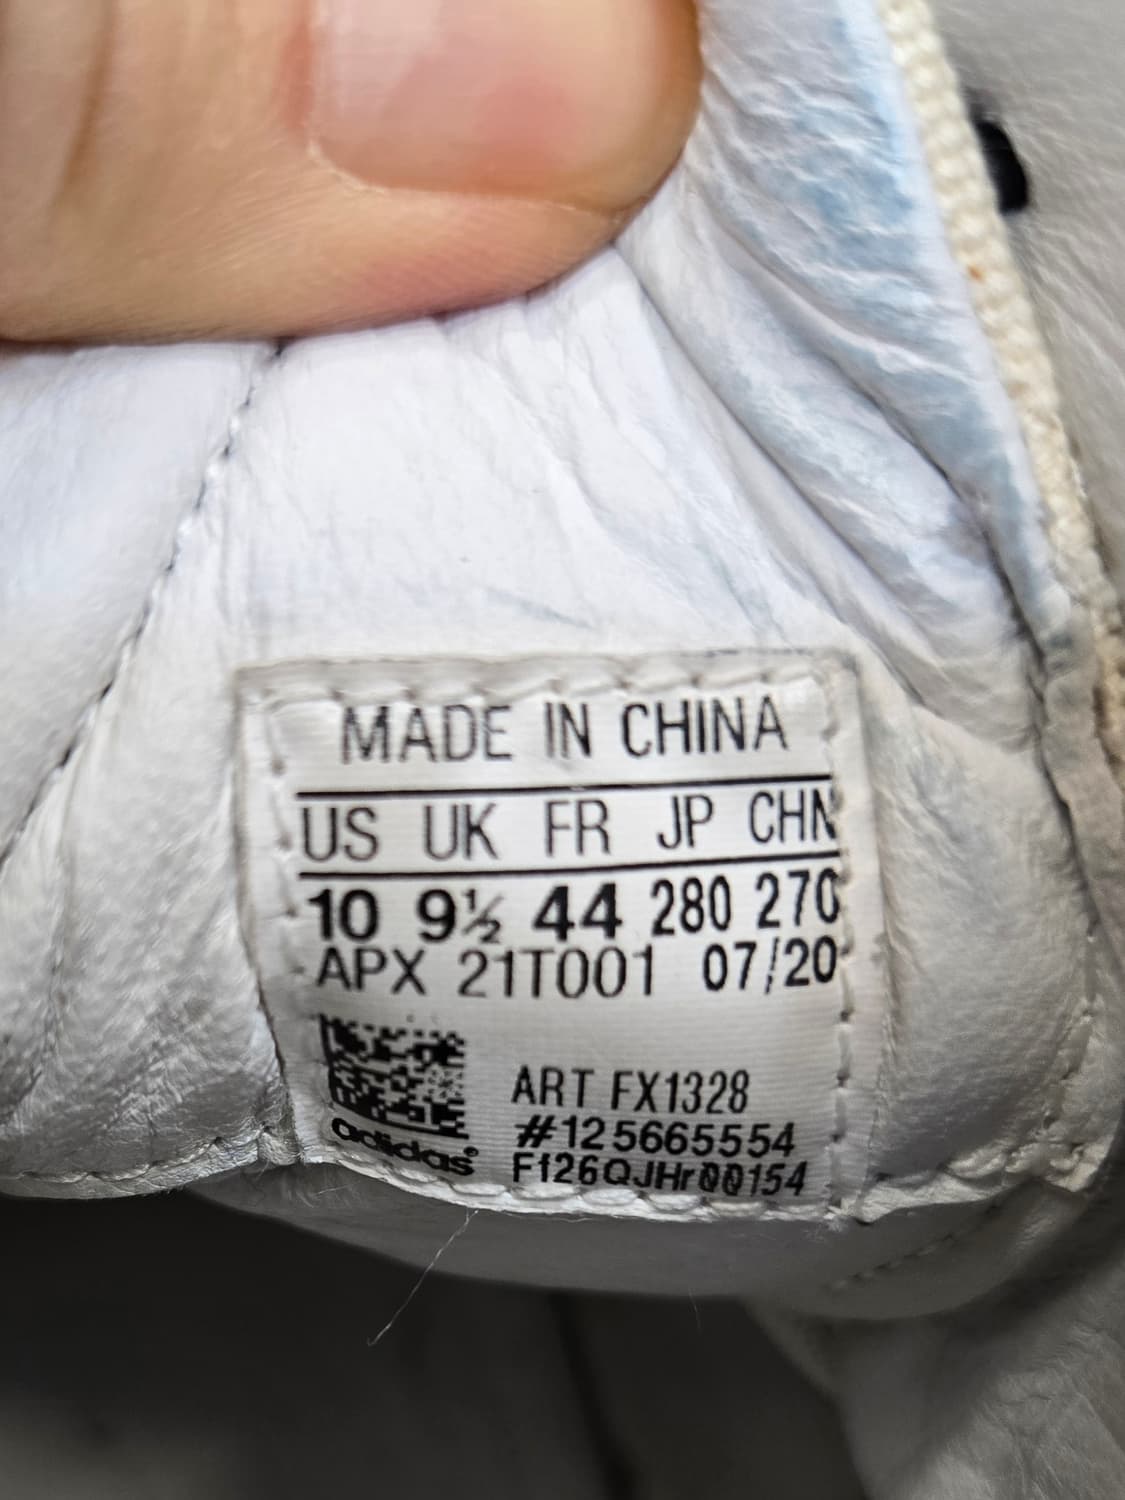 MADE IN CHINA
US UK FR JP CHN
10 9½ 44 280 270
APX 21T001 07/20
ART FX1328
#125665554
adidas
F126QJHr00154